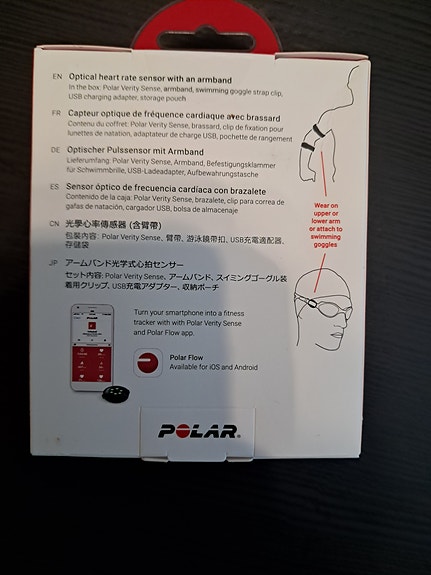 EN Optical heart rate sensor with an armband
In the box: Polar Verity Sense, armband, swimming goggle strap clip,
USB charging adapter, storage pouch
FR Capteur optique de fréquence cardiaque avec brassard
Contenu du coffret: Polar Verity Sense, brassard, clip de fixation pour
lunettes de natation, adaptateur de charge USB, pochette de rangement
DE Optischer Pulssensor mit Armband
Lieferumfang: Polar Verity Sense, Armband, Befestigungsklammer
für Schwimmbrille, USB-Ladeadapter, Aufbewahrungstasche
ES Sensor óptico de frecuencia cardíaca con brazalete
Contenido de la caja: Polar Verity Sense, brazalete, clip para correa de
gafas de natación, cargador USB, bolsa de almacenaje
CN 光學心率傳感器 (含臂帶)
包裝內容: Polar Verity Sense、臂帶、游泳鏡帶扣、USB充電適配器、
存儲袋
JP アームバンド光学式心拍センサー
セット内容: Polar Verity Sense、アームバンド、スイミングゴーグル装
着用クリップ、USB充電アダプター、収納ポーチ
Wear on
upper or
lower arm
or attach to
swimming
goggles
Turn your smartphone into a fitness
tracker with with Polar Verity Sense
and Polar Flow app.
Polar Flow
Available for iOS and Android
POLAR
POLAR®